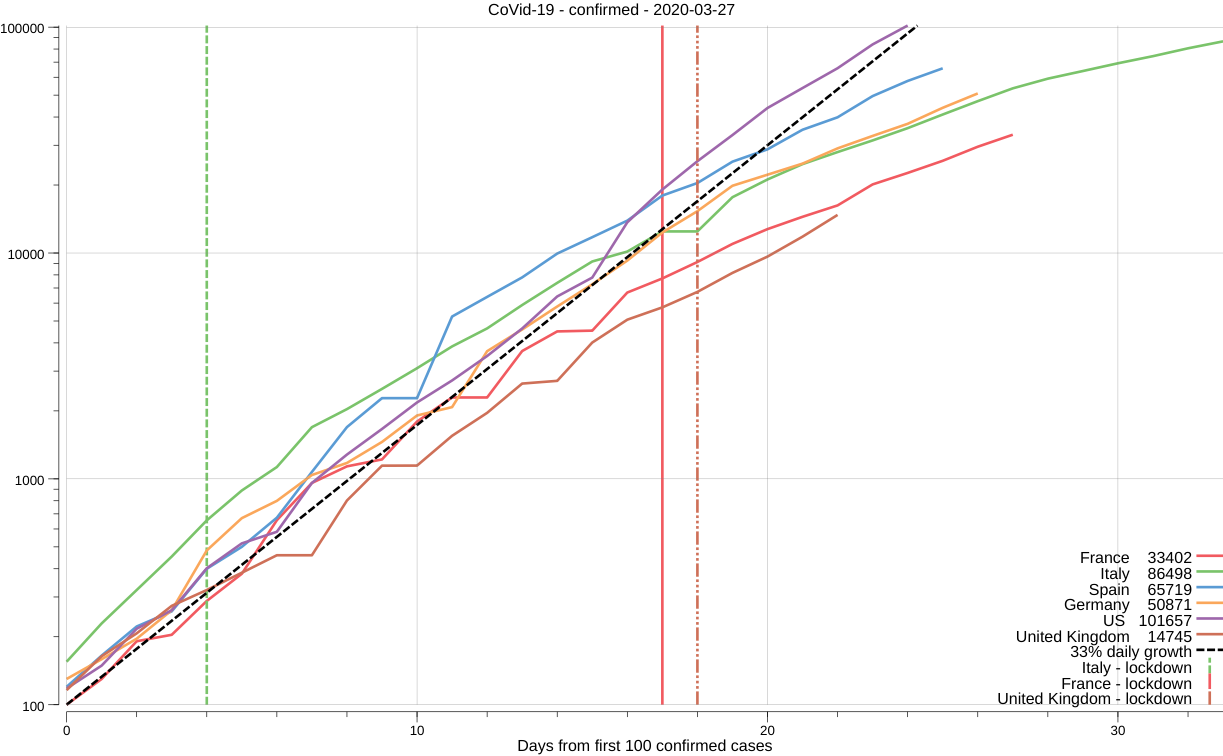 CoVid-19 - confirmed - 2020-03-27
100000
10000
1000
100
0 10 20 30
Days from first 100 confirmed cases
France 33402
Italy 86498
Spain 65719
Germany 50871
US 101657
United Kingdom 14745
33% daily growth
Italy - lockdown
France - lockdown
United Kingdom - lockdown